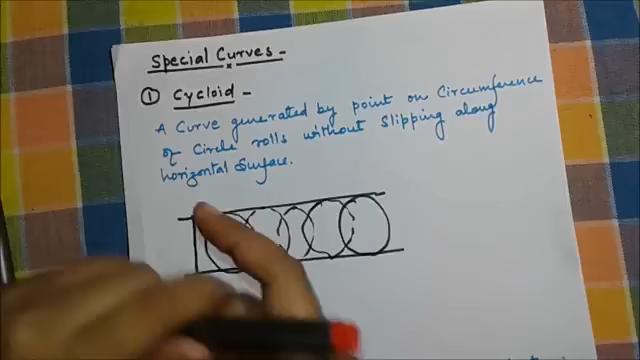 Special Curves -
① Cycloid -
A Curve generated by point on Circumference
of Circle rolls without Slipping along
horizontal Surface.